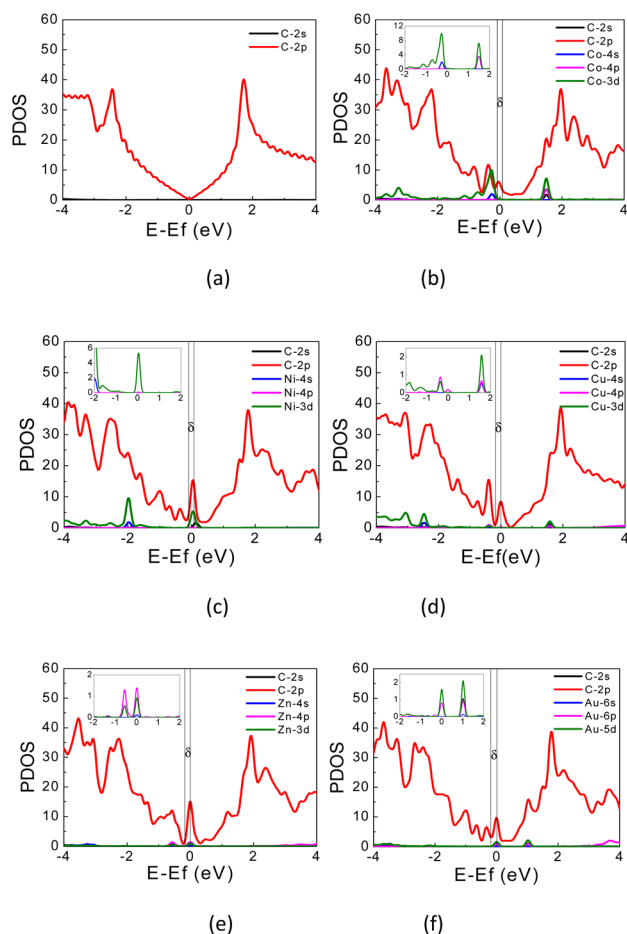 60
50
40
30
20
10
0
PDOS
C-2s
C-2p
-4 -2 0 2 4
E-Ef (eV)
(a)
60
50
40
30
20
10
0
PDOS
12
8
4
0
-2 -1 0 1 2
C-2s
C-2p
Co-4s
Co-4p
Co-3d
δ
-4 -2 0 2 4
E-Ef (eV)
(b)
60
50
40
30
20
10
0
PDOS
6
4
2
0
-2 -1 0 1 2
C-2s
C-2p
Ni-4s
Ni-4p
Ni-3d
δ
-4 -2 0 2 4
E-Ef (eV)
(c)
60
50
40
30
20
10
0
PDOS
2
1
0
-2 -1 0 1 2
C-2s
C-2p
Cu-4s
Cu-4p
Cu-3d
δ
-4 -2 0 2 4
E-Ef(eV)
(d)
60
50
40
30
20
10
0
PDOS
2
1
0
-2 -1 0 1 2
C-2s
C-2p
Zn-4s
Zn-4p
Zn-3d
δ
-4 -2 0 2 4
E-Ef (eV)
(e)
60
50
40
30
20
10
0
PDOS
2
1
0
-2 -1 0 1 2
C-2s
C-2p
Au-6s
Au-6p
Au-5d
δ
-4 -2 0 2 4
E-Ef (eV)
(f)